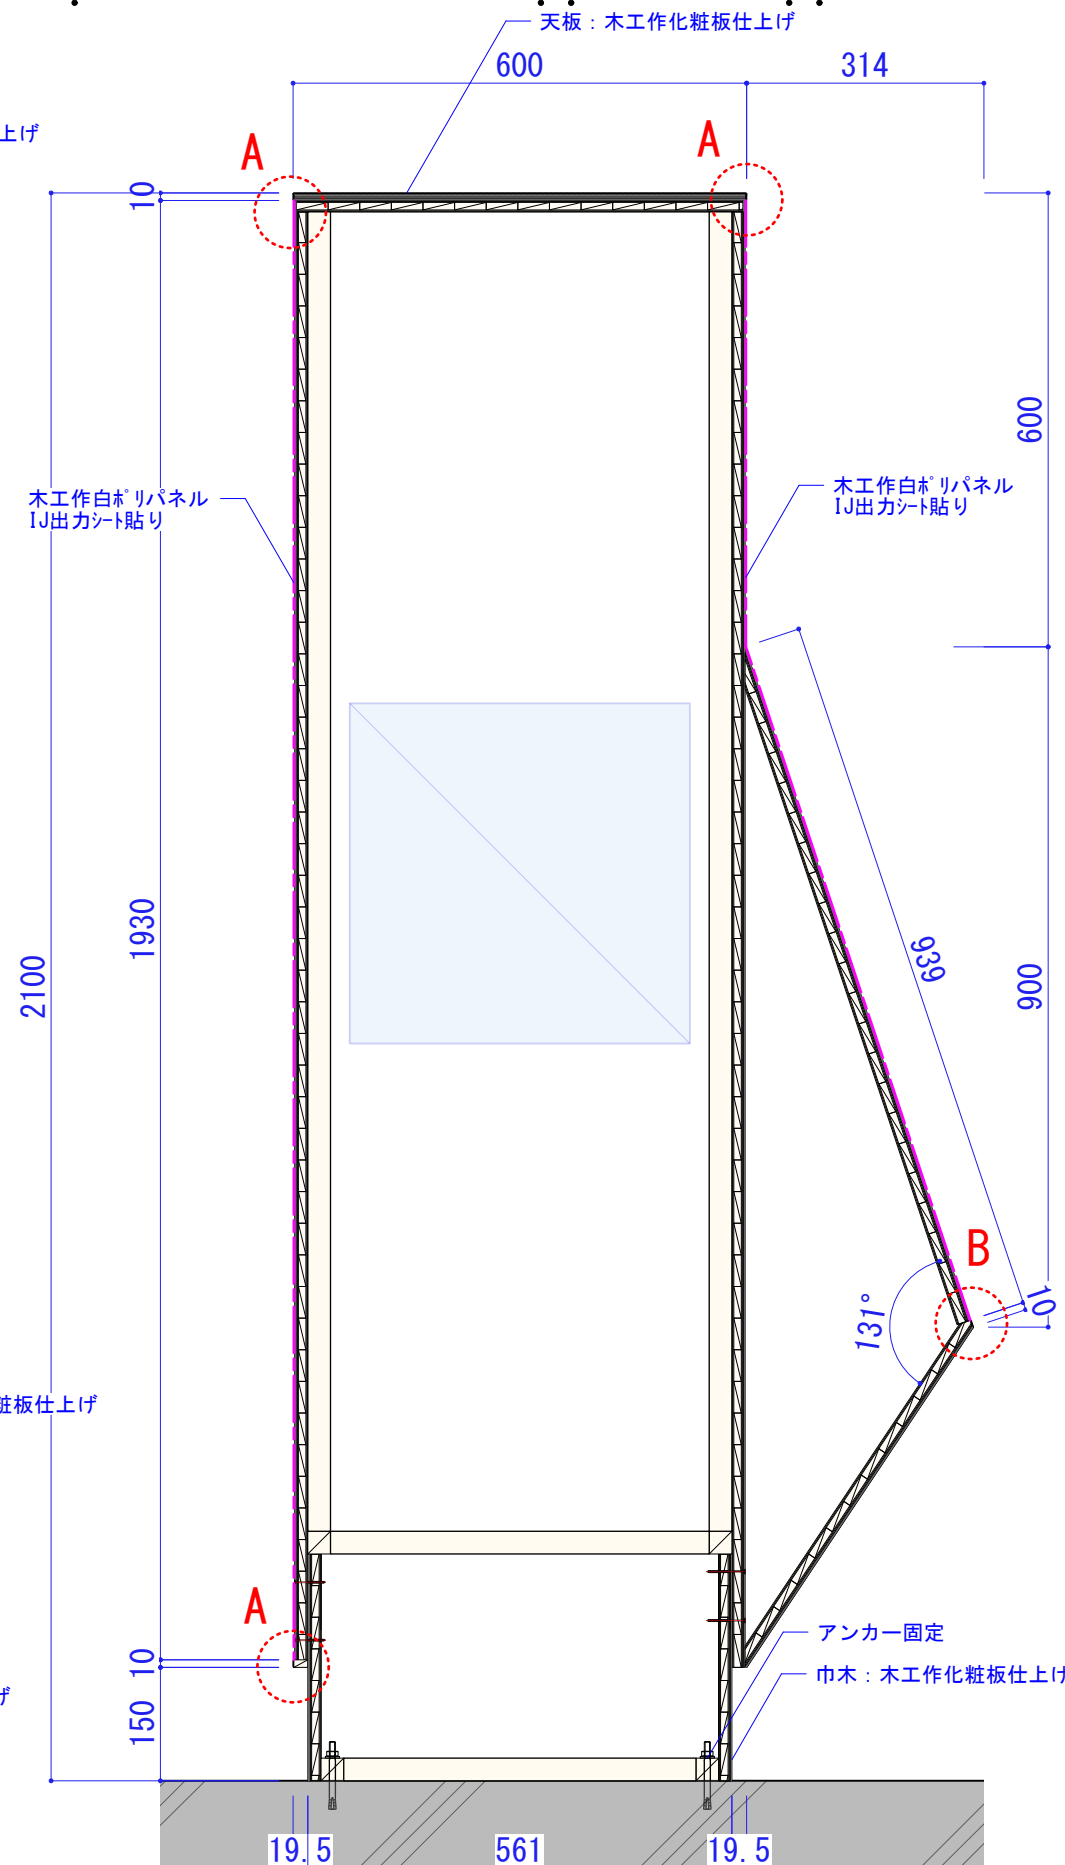 天板：木工作化粧板仕上げ
600
314
上げ
A
A
10
600
木工作白ﾎﾟﾘパネル
IJ出力ｼｰﾄ貼り
木工作白ﾎﾟﾘパネル
IJ出力ｼｰﾄ貼り
1930
2100
939
900
B
10
131°
粧板仕上げ
A
アンカー固定
10
巾木：木工作化粧板仕上げ
げ
150
19.5
561
19.5